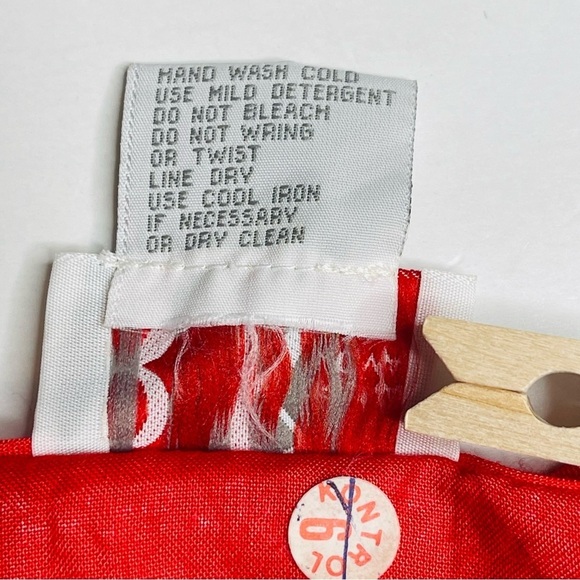 HAND WASH COLD
USE MILD DETERGENT
DO NOT BLEACH
DO NOT WRING
OR TWIST
LINE DRY
USE COOL IRON
IF NECESSARY
OR DRY CLEAN
KONTROL
6